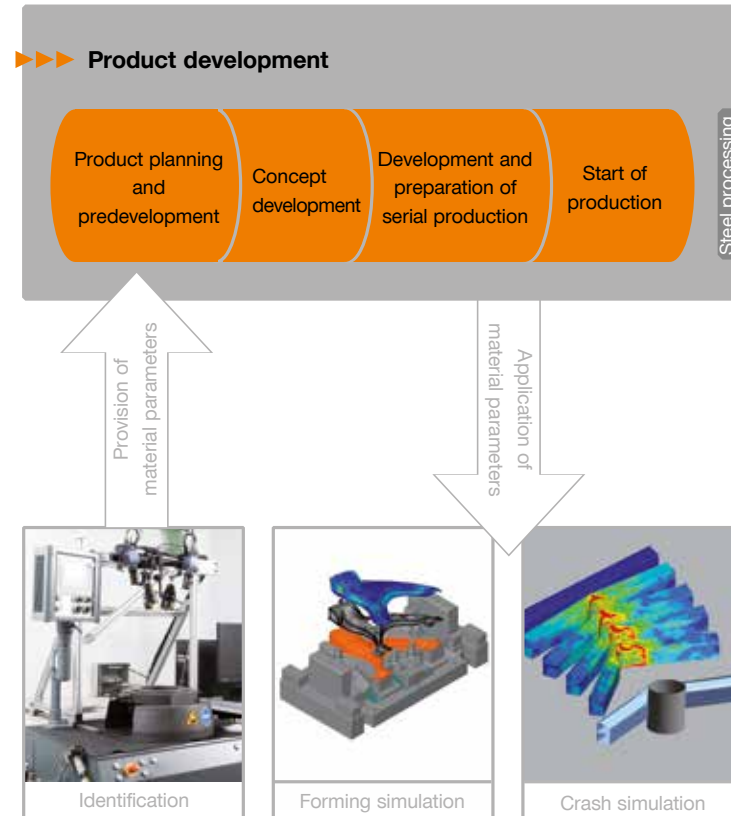 Product development
Product planning
and
predevelopment
Concept
development
Development and
preparation of
serial production
Start of
production
Steel processing
Provision of
material parameters
Application of
material parameters
Identification
Forming simulation
Crash simulation